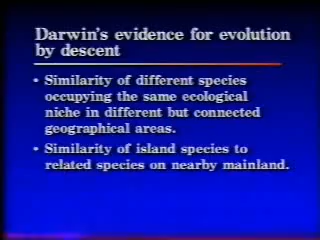 Darwin's evidence for evolution
by descent
• Similarity of different species
occupying the same ecological
niche in different but connected
geographical areas.
• Similarity of island species to
related species on nearby mainland.